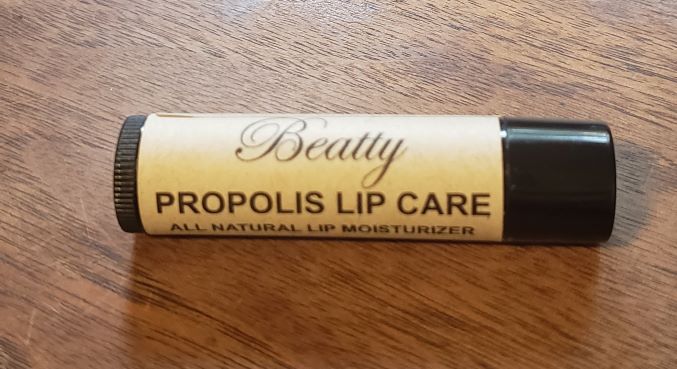 Beatty
PROPOLIS LIP CARE
ALL NATURAL LIP MOISTURIZER